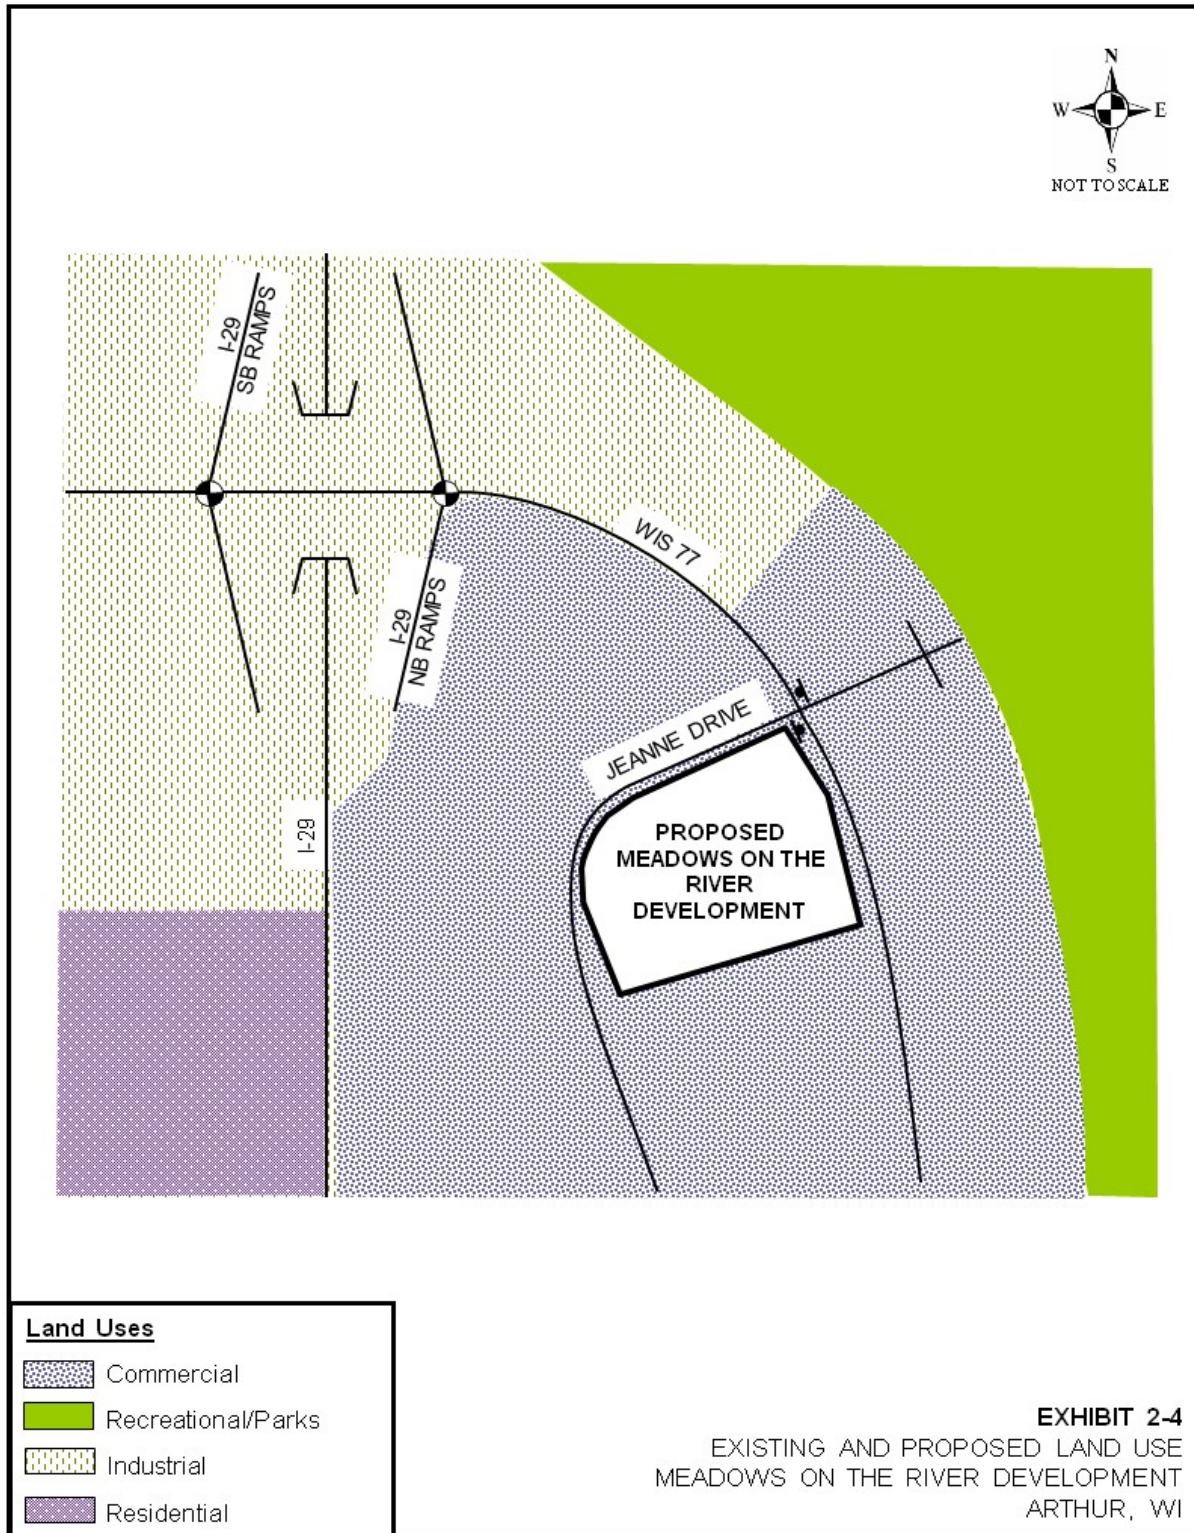 N
W E
S
NOT TO SCALE
I-29
SB RAMPS
WIS 77
I-29
NB RAMPS
JEANNE DRIVE
I-29
PROPOSED
MEADOWS ON THE
RIVER
DEVELOPMENT
Land Uses
Commercial
Recreational/Parks
Industrial
Residential
EXHIBIT 2-4
EXISTING AND PROPOSED LAND USE
MEADOWS ON THE RIVER DEVELOPMENT
ARTHUR, WI